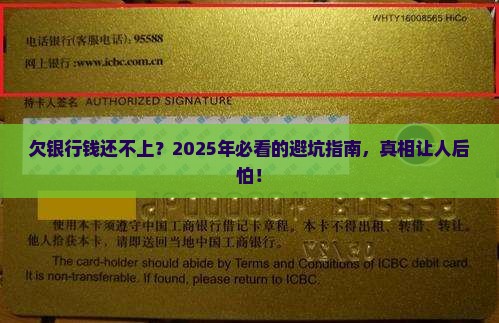 WHTY16008565 HiCo
电话银行(客服电话): 95588
网上银行:www.icbc.com.cn
持卡人签名 AUTHORIZED SIGNATURE
欠银行钱还不上?2025年必看的避坑指南,真相让人后
怕!
使用本卡须遵守中国工商银行借记卡章程。本卡不得出租、转借、转让。
他人拾获本卡,请即送回当地中国工商银行。
The card-holder should abide by Terms and Conditions of ICBC debit card.
It is non-transferable. If found, please return to ICBC.